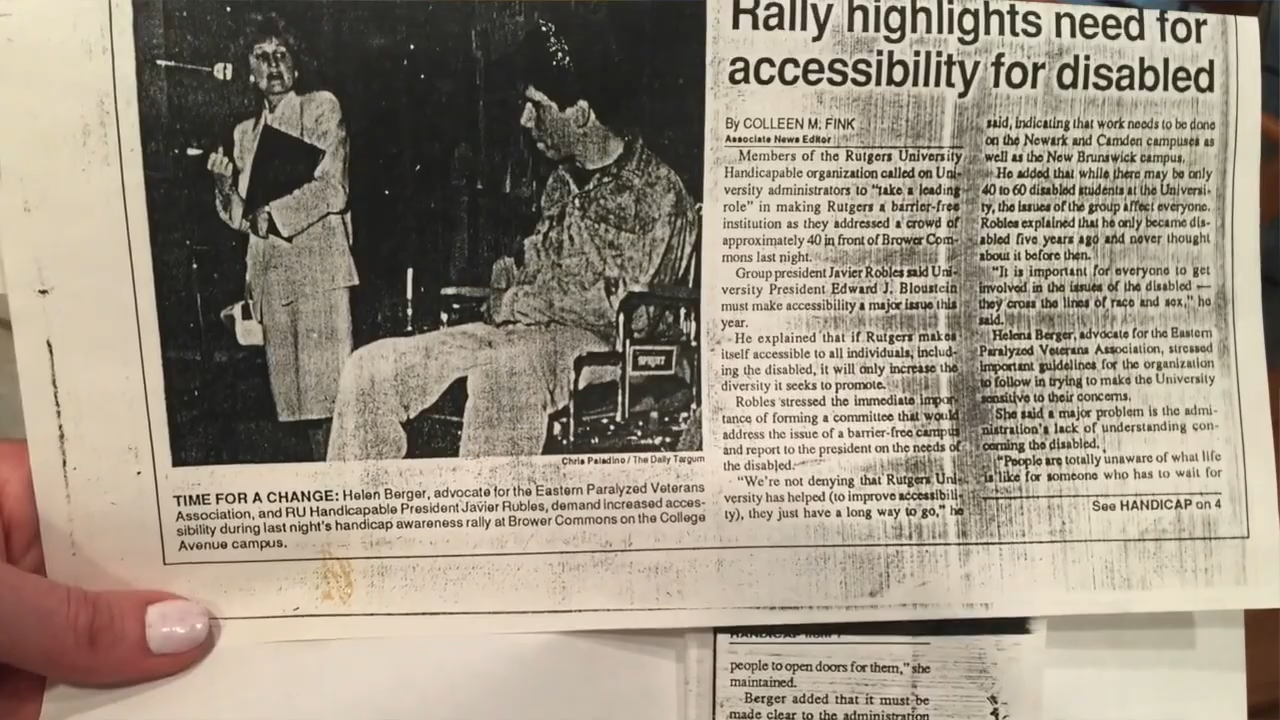 Rally highlights need for
accessibility for disabled
By COLLEEN M. FINK
Associate News Editor
Members of the Rutgers University
Handicapable organization called on Uni-
versity administrators to "take a leading
role" in making Rutgers a barrier-free
institution as they addressed a crowd of
approximately 40 in front of Brower Com-
mons last night.
Group president Javier Robles said Uni-
versity President Edward J. Bloustein
must make accessibility a major issue this
year.
He explained that if Rutgers makes
itself accessible to all individuals, includ-
ing the disabled, it will only increase the
diversity it seeks to promote.
Robles stressed the immediate impor-
tance of forming a committee that would
address the issue of a barrier-free campus
and report to the president on the needs of
the disabled.
"We're not denying that Rutgers Uni-
versity has helped (to improve accessibili-
ty), they just have a long way to go," he
said, indicating that work needs to be done
on the Newark and Camden campuses as
well as the New Brunswick campus.
He added that while there may be only
40 to 60 disabled students at the Universi-
ty, the issues of the group affect everyone.
Robles explained that he only became dis-
abled five years ago and never thought
about it before then.
"It is important for everyone to get
involved in the issues of the disabled —
they cross the lines of race and sex," he
said.
Helena Berger, advocate for the Eastern
Paralyzed Veterans Association, stressed
important guidelines for the organization
to follow in trying to make the University
sensitive to their concerns.
She said a major problem is the admi-
nistration's lack of understanding con-
cerning the disabled.
"People are totally unaware of what life
is like for someone who has to wait for
See HANDICAP on 4
Chris Paladino / The Daily Targum
TIME FOR A CHANGE: Helen Berger, advocate for the Eastern Paralyzed Veterans
Association, and RU Handicapable President Javier Rubles, demand increased acces-
sibility during last night's handicap awareness rally at Brower Commons on the College
Avenue campus.
HANDICAP from
people to open doors for them," she
maintained.
Berger added that it must be
made clear to the administration